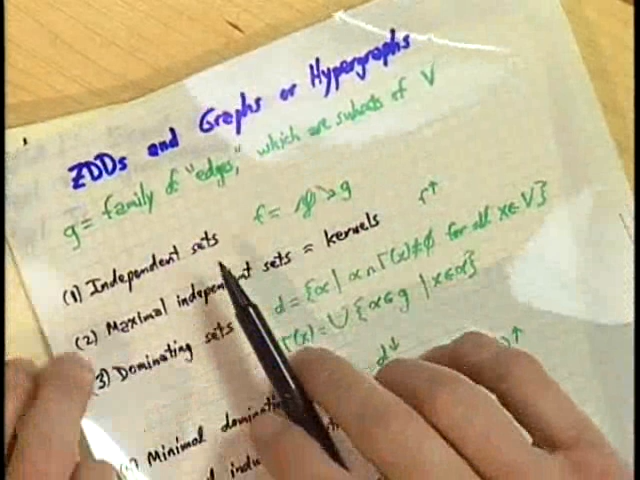 ZDDs and Graphs or Hypergraphs
g = family of "edges," which are subsets of V
(1) Independent sets f = ℘ ↘ g
(2) Maximal independent sets = kernels f↑
(3) Dominating sets d = {α | α ∩ Γ(x) ≠ ∅ for all x ∈ V}
Γ(x) = ∪ {α ∈ g | x ∈ α}
Minimal d↓